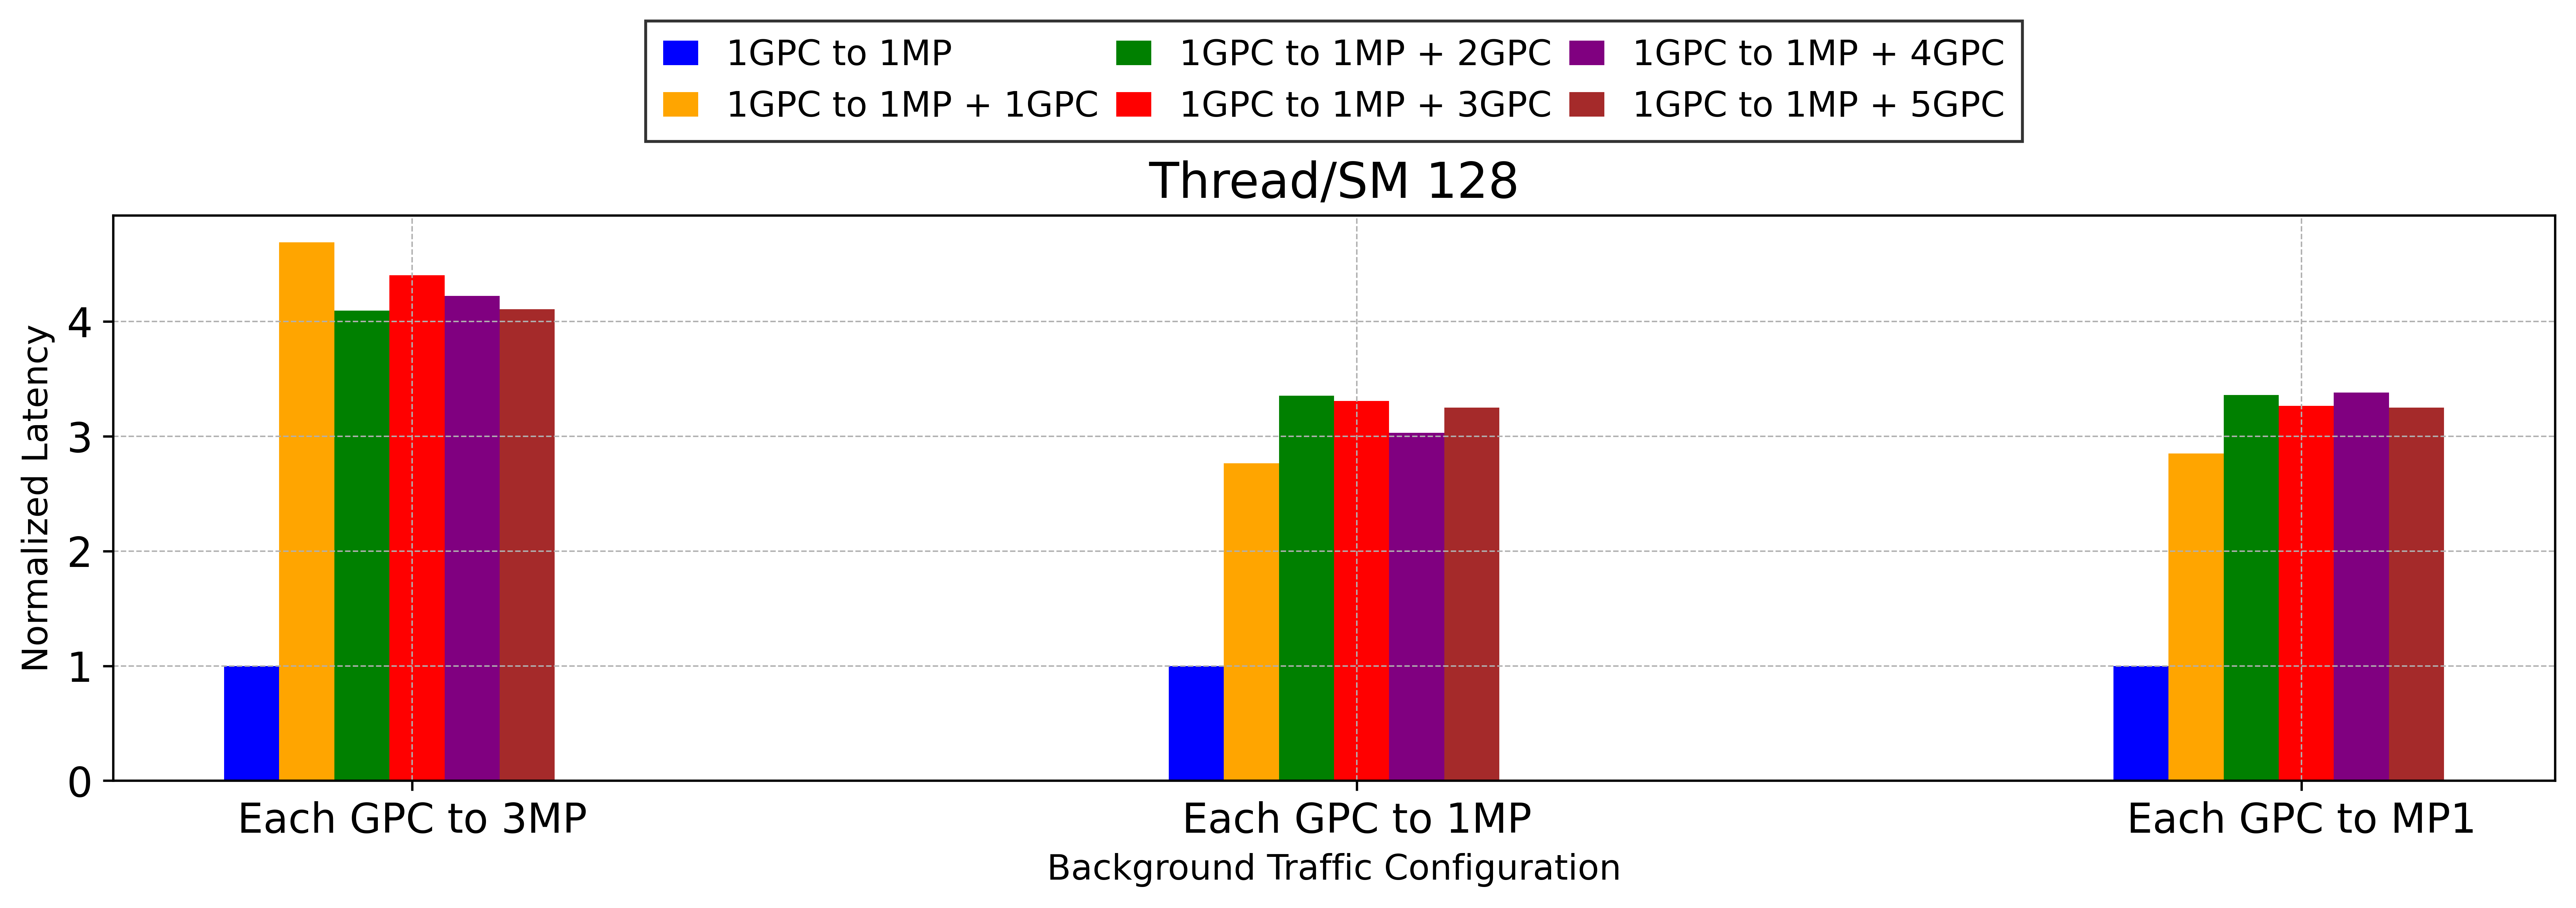 1GPC to 1MP
1GPC to 1MP + 1GPC
1GPC to 1MP + 2GPC
1GPC to 1MP + 3GPC
1GPC to 1MP + 4GPC
1GPC to 1MP + 5GPC
Thread/SM 128
Normalized Latency
4
3
2
1
0
Each GPC to 3MP
Each GPC to 1MP
Each GPC to MP1
Background Traffic Configuration